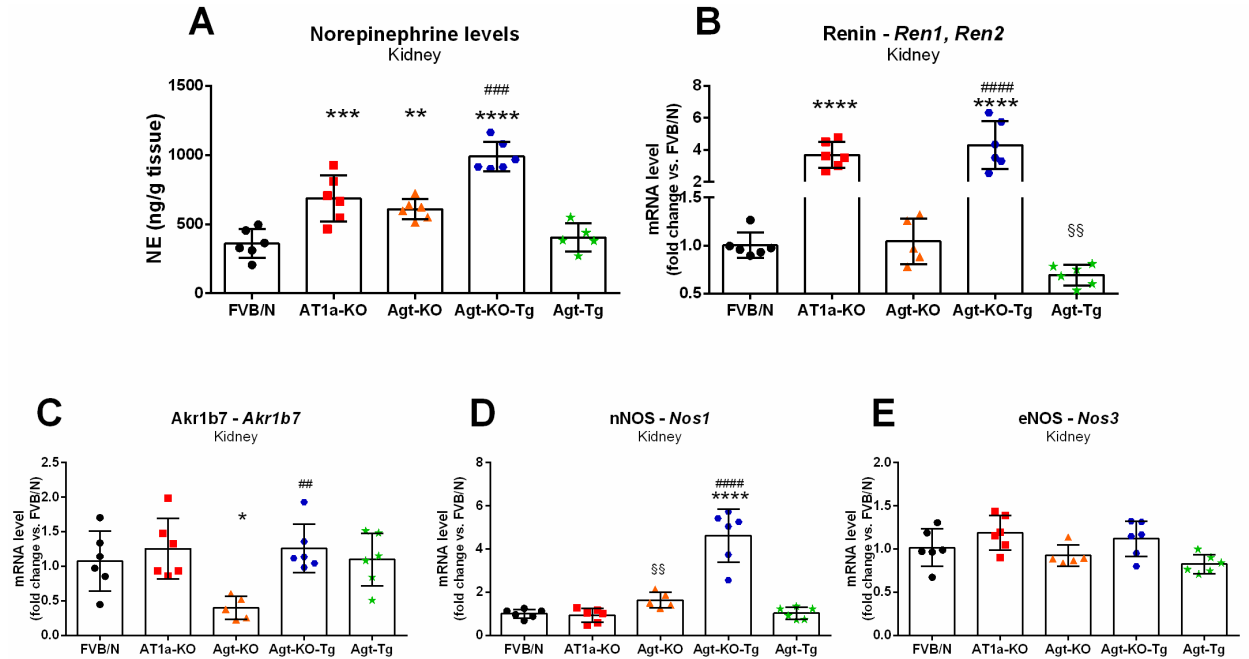 A
Norepinephrine levels
Kidney
NE (ng/g tissue)
1500
1000
500
0
***
**
###
****
FVB/N
AT1a-KO
Agt-KO
Agt-KO-Tg
Agt-Tg
B
Renin - Ren1, Ren2
Kidney
mRNA level
(fold change vs. FVB/N)
8
6
4
2
1.5
1.0
0.5
****
####
****
§§
FVB/N
AT1a-KO
Agt-KO
Agt-KO-Tg
Agt-Tg
C
Akr1b7 - Akr1b7
Kidney
mRNA level
(fold change vs. FVB/N)
2.5
2.0
1.5
1.0
0.5
0.0
*
##
FVB/N
AT1a-KO
Agt-KO
Agt-KO-Tg
Agt-Tg
D
nNOS - Nos1
Kidney
mRNA level
(fold change vs. FVB/N)
8
6
4
2
0
§§
####
****
FVB/N
AT1a-KO
Agt-KO
Agt-KO-Tg
Agt-Tg
E
eNOS - Nos3
Kidney
mRNA level
(fold change vs. FVB/N)
2.0
1.5
1.0
0.5
0.0
FVB/N
AT1a-KO
Agt-KO
Agt-KO-Tg
Agt-Tg